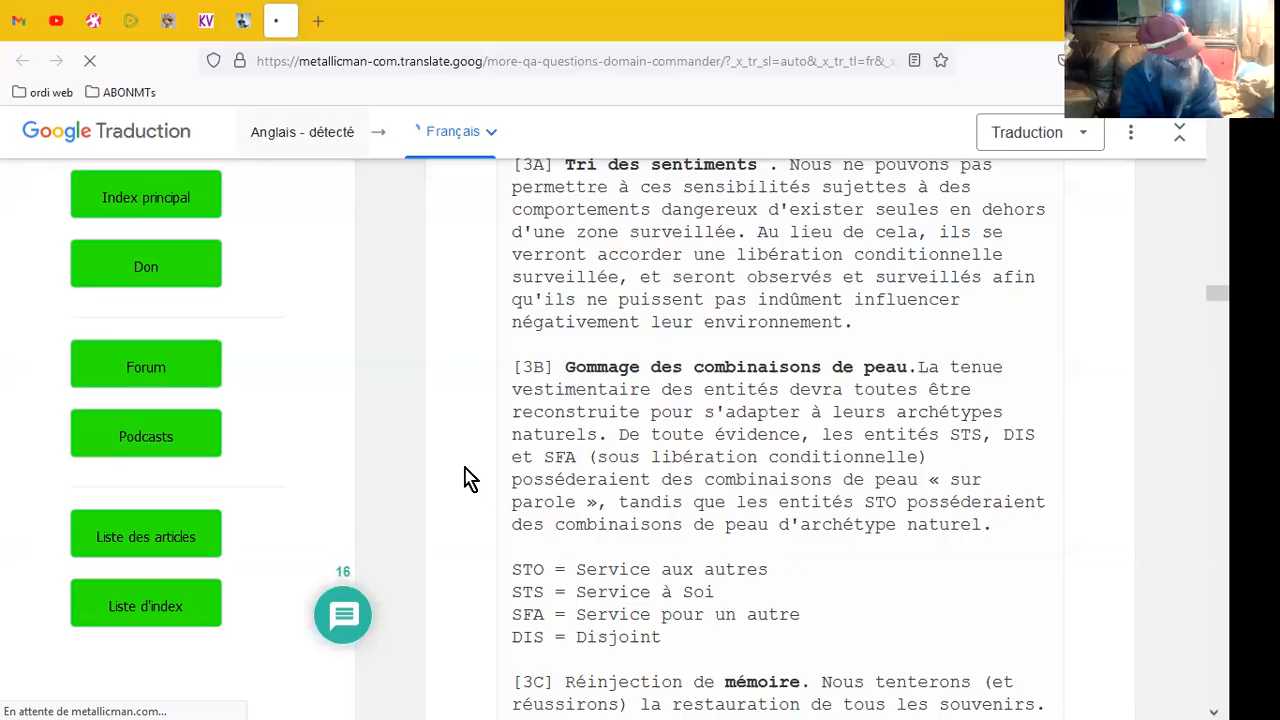 KV
https://metallicman-com.translate.goog/more-qa-questions-domain-commander/?_x_tr_sl=auto&_x_tr_tl=fr&_x
ordi web
ABONMTs
Google Traduction
Anglais - détecté
Français
Traduction
Index principal
Don
Forum
Podcasts
Liste des articles
Liste d'index
16
[3A] Tri des sentiments . Nous ne pouvons pas
permettre à ces sensibilités sujettes à des
comportements dangereux d'exister seules en dehors
d'une zone surveillée. Au lieu de cela, ils se
verront accorder une libération conditionnelle
surveillée, et seront observés et surveillés afin
qu'ils ne puissent pas indûment influencer
négativement leur environnement.
[3B] Gommage des combinaisons de peau.La tenue
vestimentaire des entités devra toutes être
reconstruite pour s'adapter à leurs archétypes
naturels. De toute évidence, les entités STS, DIS
et SFA (sous libération conditionnelle)
posséderaient des combinaisons de peau « sur
parole », tandis que les entités STO posséderaient
des combinaisons de peau d'archétype naturel.
STO = Service aux autres
STS = Service à Soi
SFA = Service pour un autre
DIS = Disjoint
[3C] Réinjection de mémoire. Nous tenterons (et
réussirons) la restauration de tous les souvenirs.
En attente de metallicman.com...